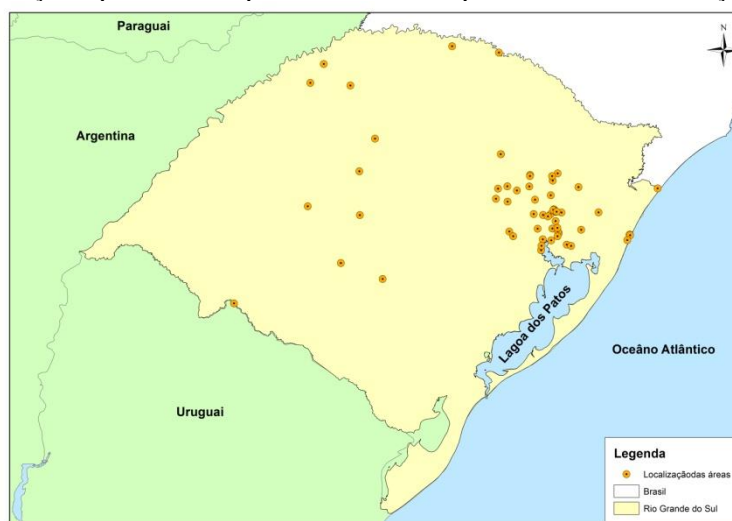 Paraguai
N
Argentina
Lagoa dos Patos
Oceâno Atlântico
Uruguai
Legenda
Localizaçãodas áreas
Brasil
Rio Grande do Sul